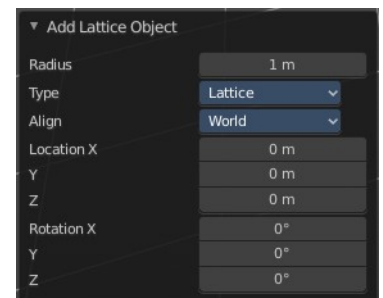 Add Lattice Object
Radius 1 m
Type Lattice
Align World
Location X 0 m
Y 0 m
Z 0 m
Rotation X 0°
Y 0°
Z 0°